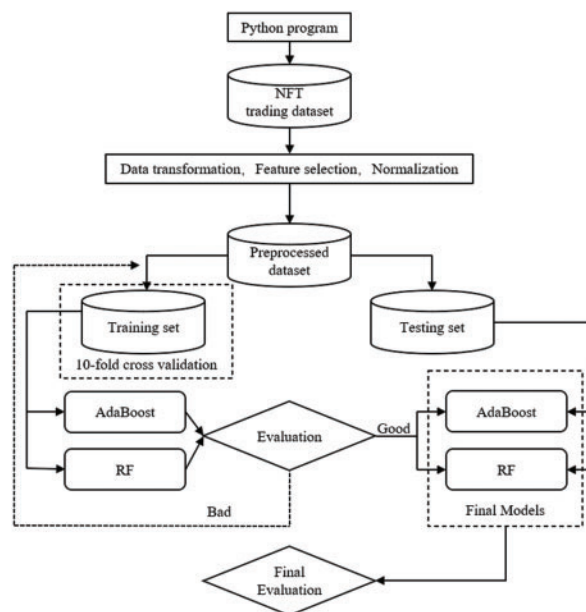 Python program
NFT
trading dataset
Data transformation, Feature selection, Normalization
Preprocessed
dataset
Training set
Testing set
10-fold cross validation
AdaBoost
Evaluation
Good
AdaBoost
RF
RF
Bad
Final Models
Final
Evaluation